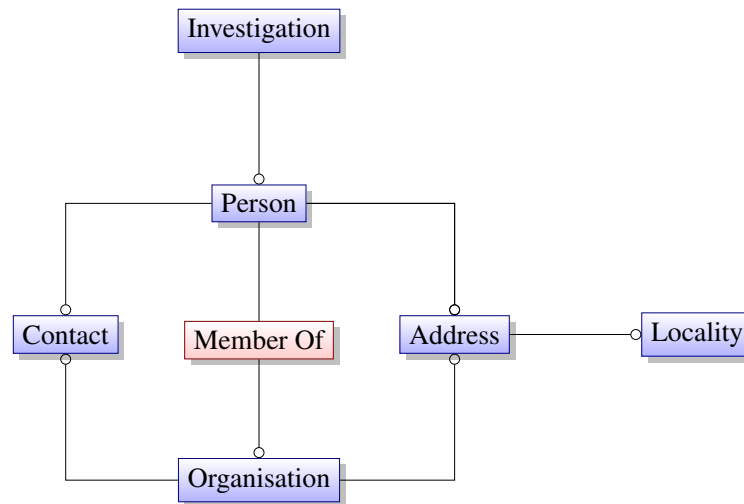 Investigation
Person
Contact
Member Of
Address
Locality
Organisation